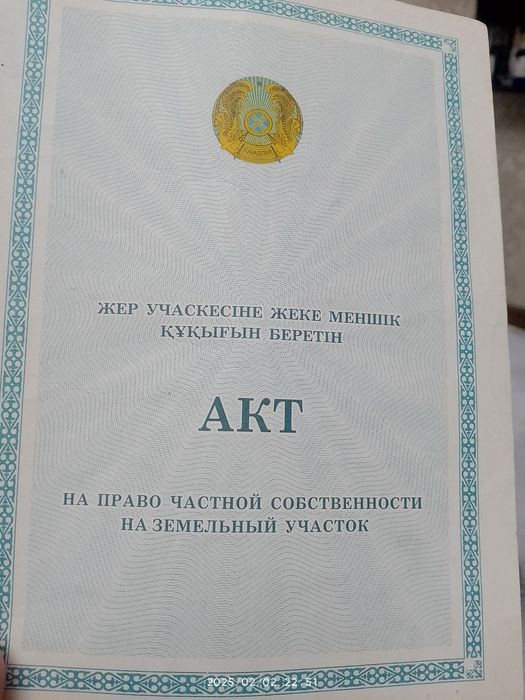 ҚАЗАҚСТАН
ЖЕР УЧАСКЕСІНЕ ЖЕКЕ МЕНШІК
ҚҰҚЫҒЫН БЕРЕТІН
АКТ
НА ПРАВО ЧАСТНОЙ СОБСТВЕННОСТИ
НА ЗЕМЕЛЬНЫЙ УЧАСТОК
2025/02/02 22:51